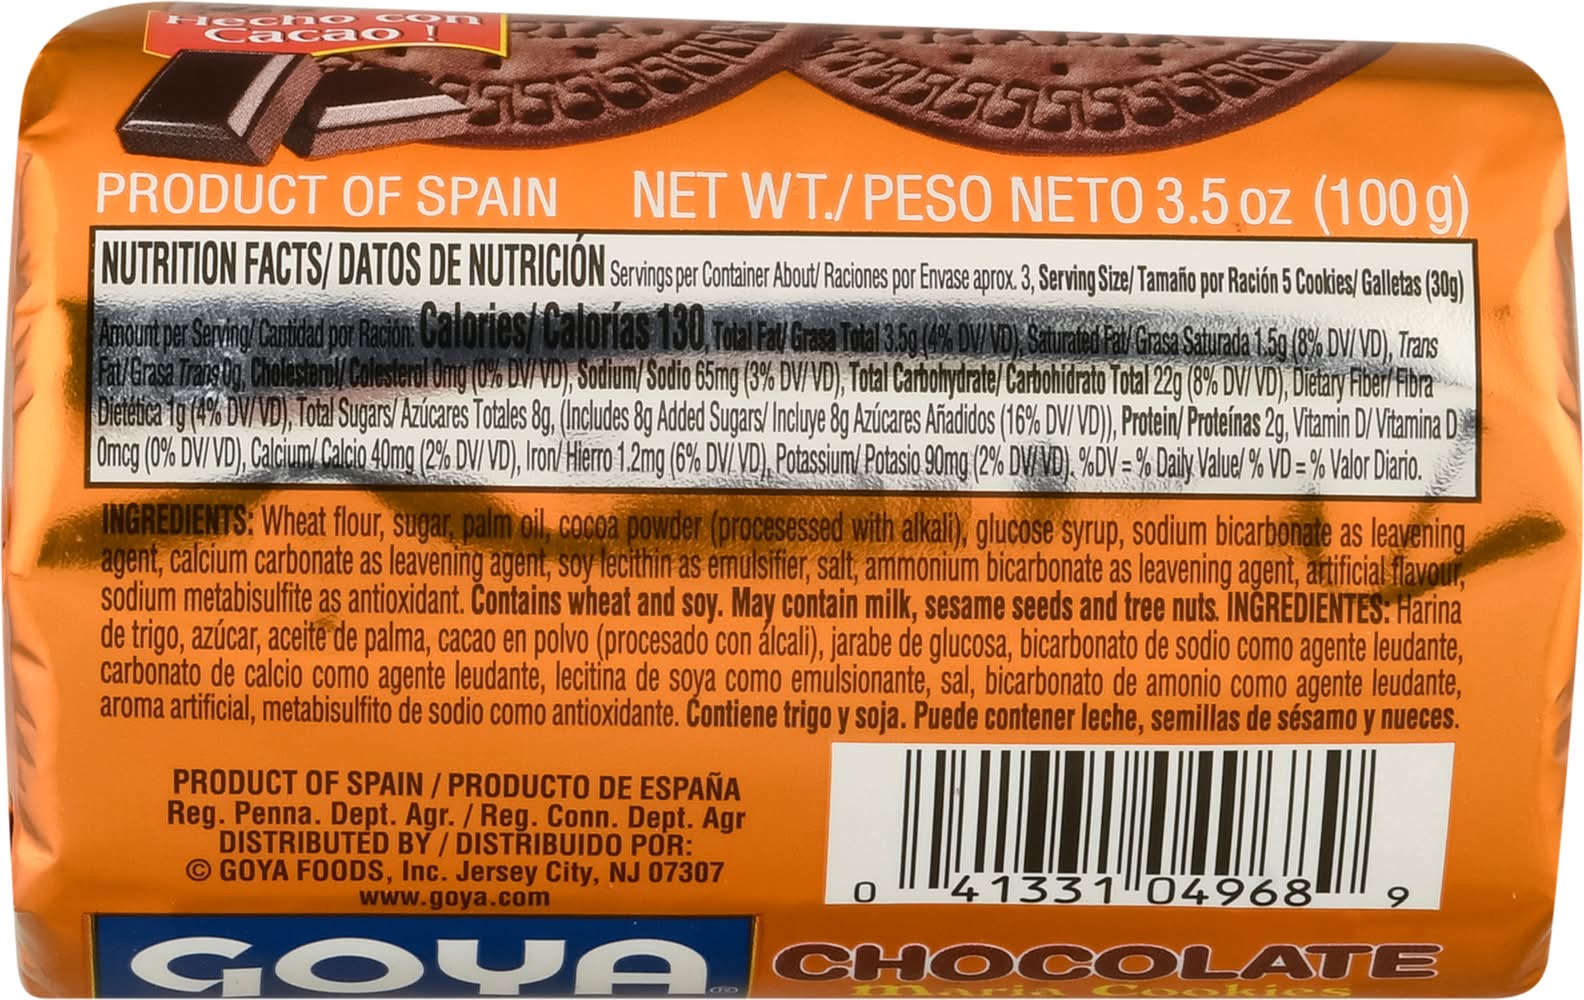 Hecho con
Cacao !
MARIA
PRODUCT OF SPAIN NET WT./PESO NETO 3.5 oz (100 g)
NUTRITION FACTS/ DATOS DE NUTRICIÓN Servings per Container About/ Raciones por Envase aprox. 3, Serving Size/ Tamaño por Ración 5 Cookies/ Galletas (30g)
Amount per Serving/ Cantidad por Ración: Calories/ Calorías 130, Total Fat/ Grasa Total 3.5g (4% DV/ VD), Saturated Fat/ Grasa Saturada 1.5g (8% DV/ VD), Trans
Fat/ Grasa Trans 0g, Cholesterol/ Colesterol 0mg (0% DV/ VD), Sodium/ Sodio 65mg (3% DV/ VD), Total Carbohydrate/ Carbohidrato Total 22g (8% DV/ VD), Dietary Fiber/ Fibra
Dietética 1g (4% DV/ VD), Total Sugars/ Azúcares Totales 8g, (Includes 8g Added Sugars/ Incluye 8g Azúcares Añadidos (16% DV/ VD)), Protein/ Proteínas 2g, Vitamin D/ Vitamina D
0mcg (0% DV/ VD), Calcium/ Calcio 40mg (2% DV/ VD), Iron/ Hierro 1.2mg (6% DV/ VD), Potassium/ Potasio 90mg (2% DV/ VD). %DV = % Daily Value/ % VD = % Valor Diario.
INGREDIENTS: Wheat flour, sugar, palm oil, cocoa powder (procesessed with alkali), glucose syrup, sodium bicarbonate as leavening
agent, calcium carbonate as leavening agent, soy lecithin as emulsifier, salt, ammonium bicarbonate as leavening agent, artificial flavour,
sodium metabisulfite as antioxidant. Contains wheat and soy. May contain milk, sesame seeds and tree nuts. INGREDIENTES: Harina
de trigo, azúcar, aceite de palma, cacao en polvo (procesado con álcali), jarabe de glucosa, bicarbonato de sodio como agente leudante,
carbonato de calcio como agente leudante, lecitina de soya como emulsionante, sal, bicarbonato de amonio como agente leudante,
aroma artificial, metabisulfito de sodio como antioxidante. Contiene trigo y soja. Puede contener leche, semillas de sésamo y nueces.
PRODUCT OF SPAIN / PRODUCTO DE ESPAÑA
Reg. Penna. Dept. Agr. / Reg. Conn. Dept. Agr
DISTRIBUTED BY / DISTRIBUIDO POR:
© GOYA FOODS, Inc. Jersey City, NJ 07307
www.goya.com
0 41331 04968 9
GOYA ®
CHOCOLATE
Maria Cookies